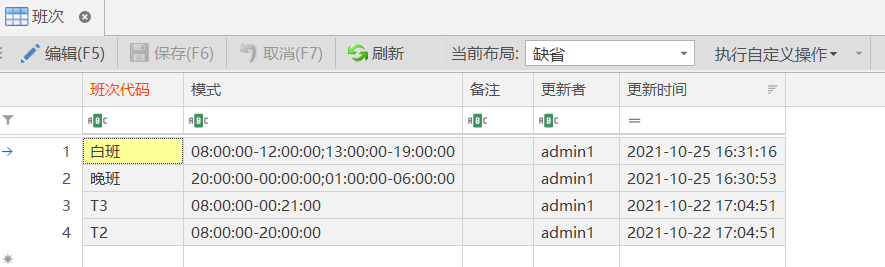 班次
编辑(F5) 保存(F6) 取消(F7) 刷新 当前布局: 缺省 执行自定义操作
班次代码 模式 备注 更新者 更新时间
ABC ABC ABC ABC =
1 白班 08:00:00-12:00:00;13:00:00-19:00:00 admin1 2021-10-25 16:31:16
2 晚班 20:00:00-00:00:00;01:00:00-06:00:00 admin1 2021-10-25 16:30:53
3 T3 08:00:00-00:21:00 admin1 2021-10-22 17:04:51
4 T2 08:00:00-20:00:00 admin1 2021-10-22 17:04:51